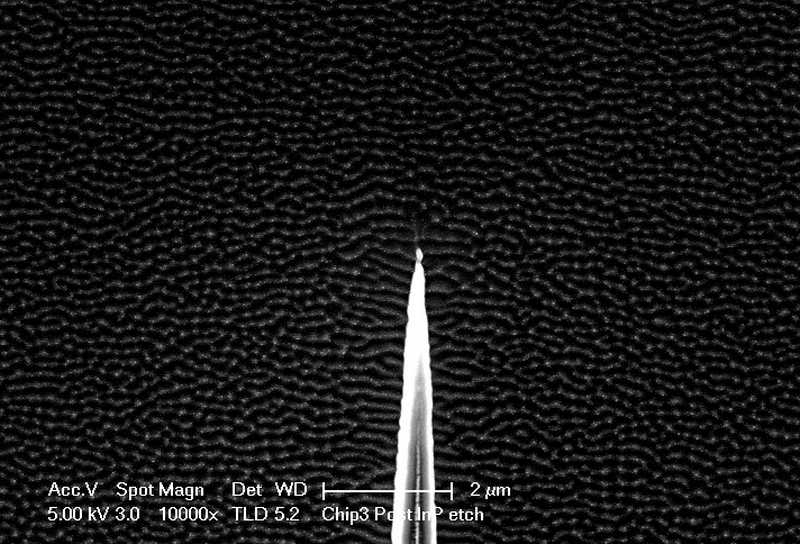 Acc.V Spot Magn Det WD 2 µm
5.00 kV 3.0 10000x TLD 5.2 Chip3 Post InP etch